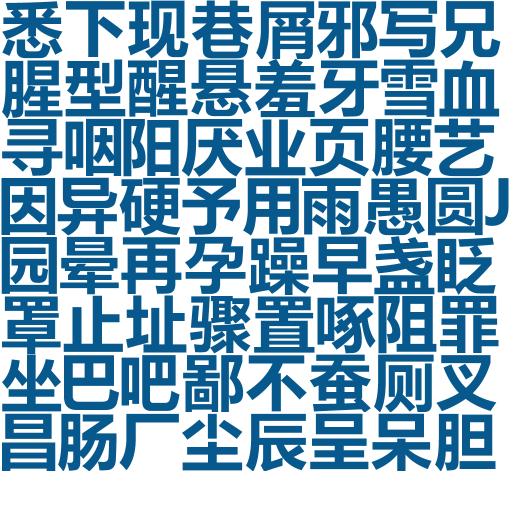 悉下现巷屑邪写兄
腥型醒悬羞牙雪血
寻咽阳厌业页腰艺
因异硬予用雨愚圆J
园晕再孕躁早盏眨
罩止址骤置啄阻罪
坐巴吧鄙不蚕厕叉
昌肠厂尘辰呈呆胆